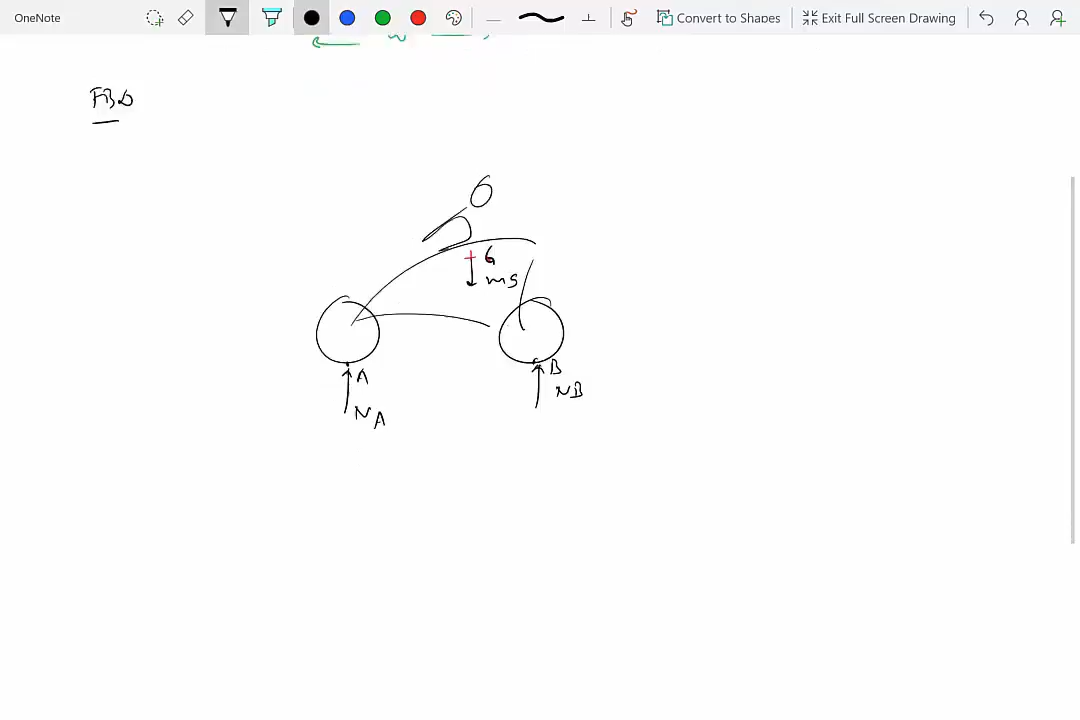 OneNote
Convert to Shapes
Exit Full Screen Drawing
FBD
G
mg
A
B
NA
NB